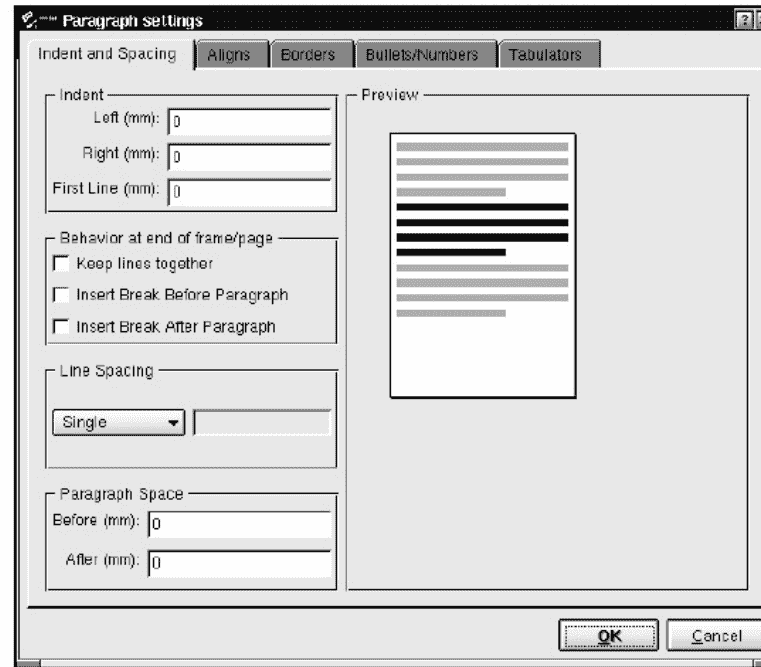 Paragraph settings
?
Indent and Spacing Aligns Borders Bullets/Numbers Tabulators
Indent
Left (mm): 0
Right (mm): 0
First Line (mm): 0
Behavior at end of frame/page
Keep lines together
Insert Break Before Paragraph
Insert Break After Paragraph
Line Spacing
Single
Paragraph Space
Before (mm): 0
After (mm): 0
Preview
OK Cancel